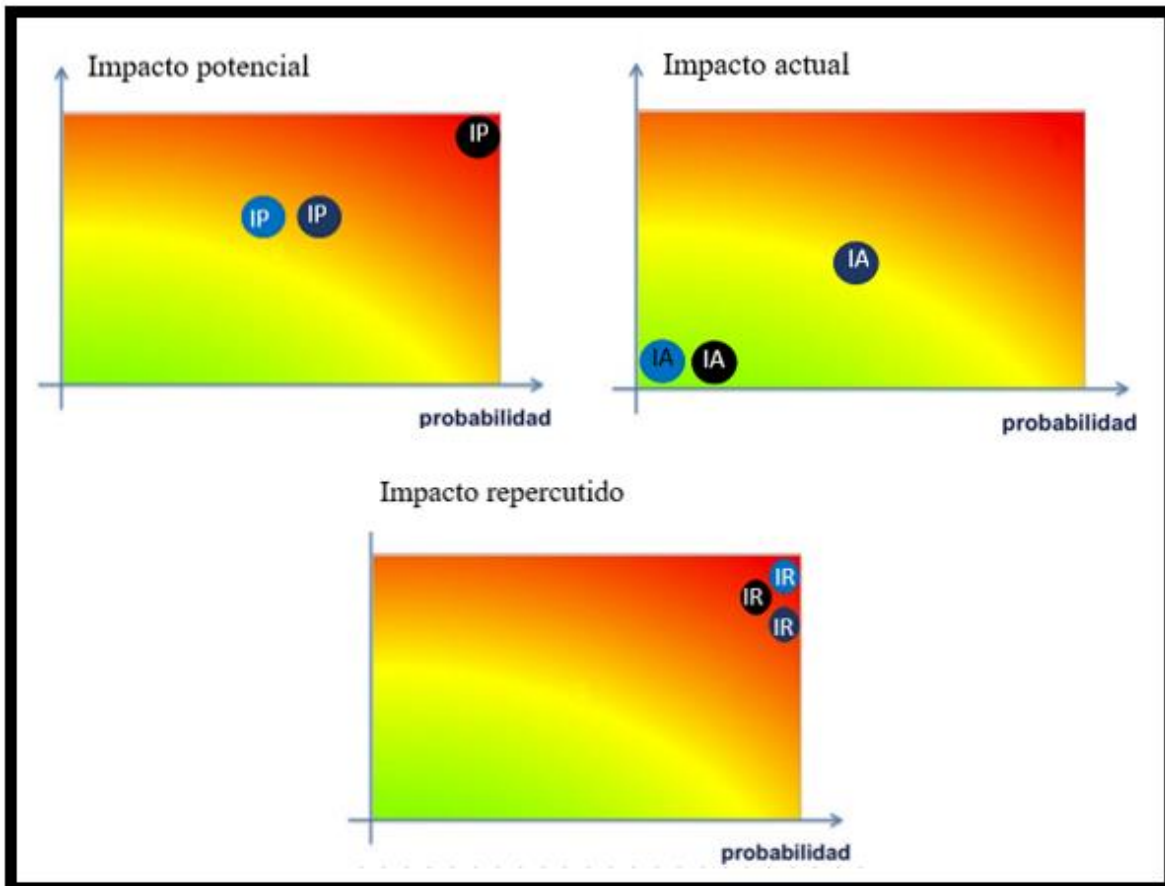 Impacto potencial
IP
IP
IP
probabilidad
Impacto actual
IA
IA
IA
probabilidad
Impacto repercutido
IR
IR
IR
probabilidad